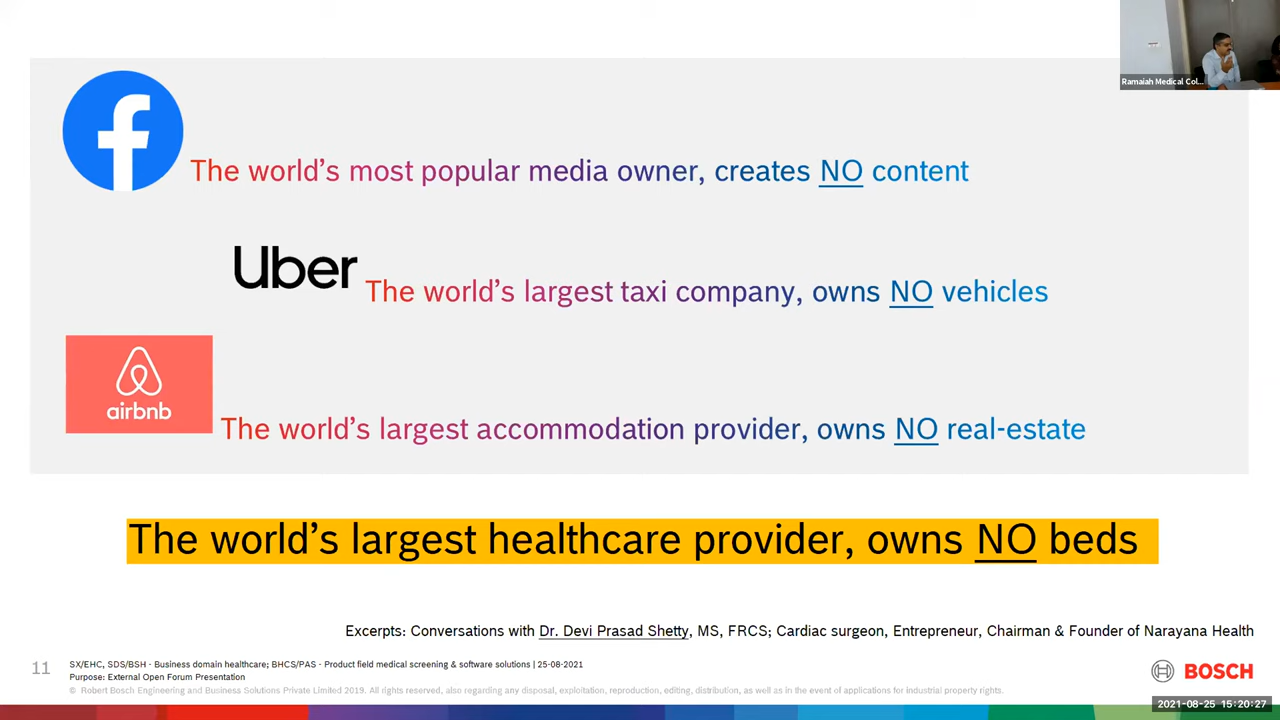 Ramaiah Medical Col...
f
The world's most popular media owner, creates NO content
Uber
The world's largest taxi company, owns NO vehicles
airbnb
The world's largest accommodation provider, owns NO real-estate
The world's largest healthcare provider, owns NO beds
Excerpts: Conversations with Dr. Devi Prasad Shetty, MS, FRCS; Cardiac surgeon, Entrepreneur, Chairman & Founder of Narayana Health
11
SX/EHC, SDS/BSH · Business domain healthcare; BHCS/PAS · Product field medical screening & software solutions | 25-08-2021
Purpose: External Open Forum Presentation
© Robert Bosch Engineering and Business Solutions Private Limited 2019. All rights reserved, also regarding any disposal, exploitation, reproduction, editing, distribution, as well as in the event of applications for industrial property rights.
BOSCH
2021-08-25 15:20:27